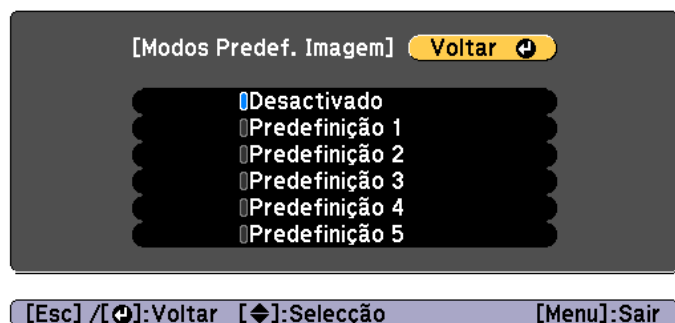 [Modos Predef. Imagem] Voltar
Desactivado
Predefinição 1
Predefinição 2
Predefinição 3
Predefinição 4
Predefinição 5
[Esc] /[⏎]:Voltar [◆]:Selecção [Menu]:Sair